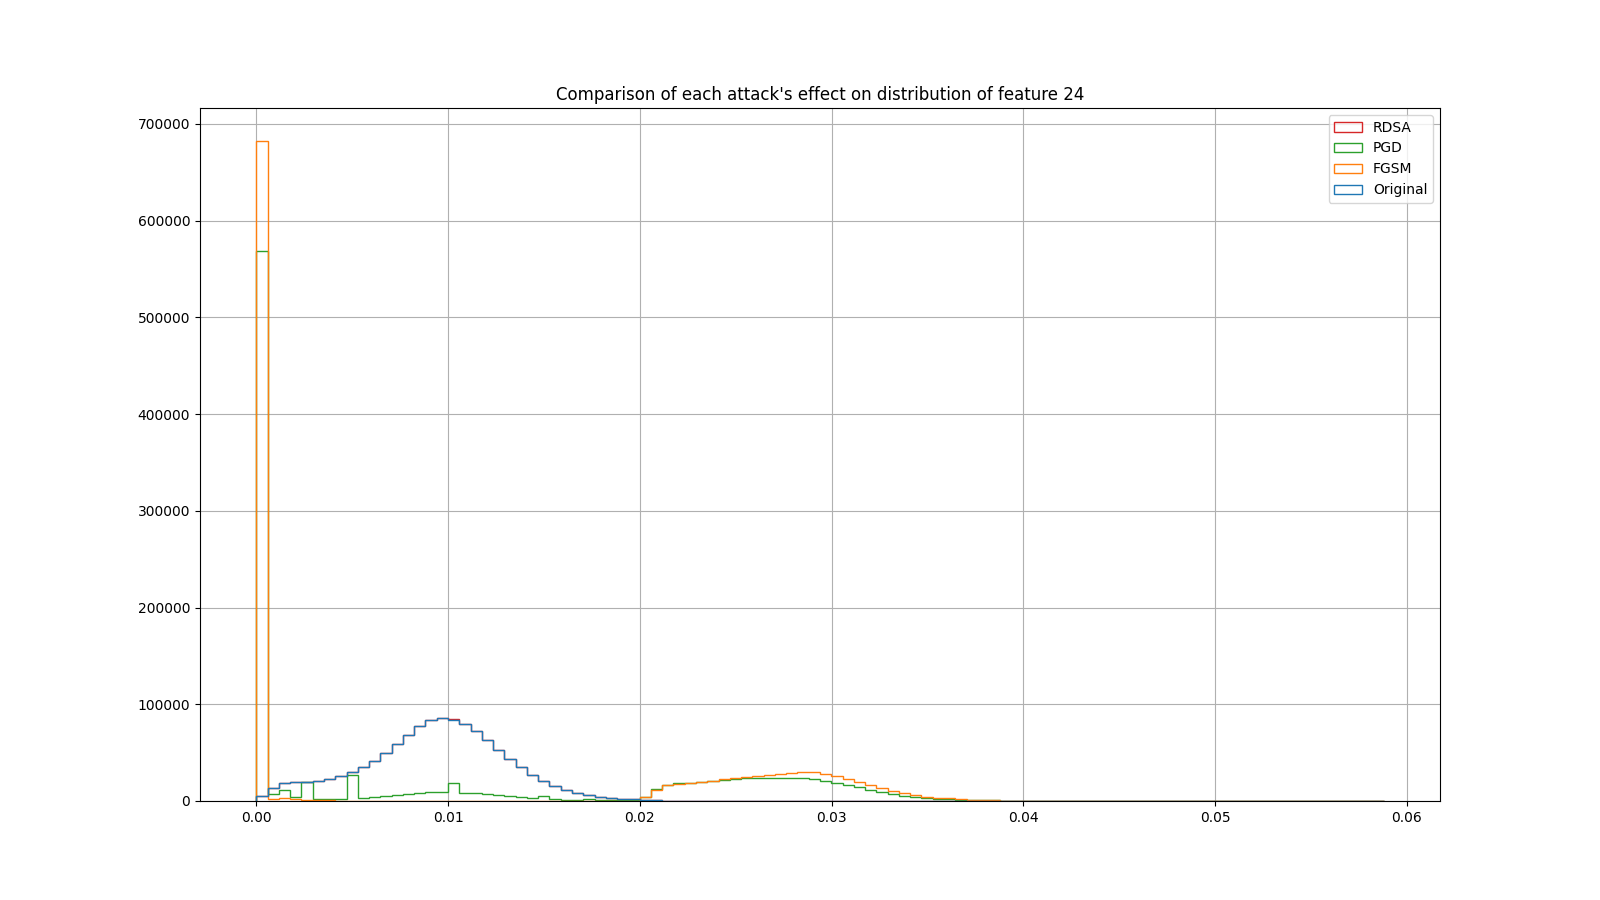 Comparison of each attack's effect on distribution of feature 24
700000
600000
500000
400000
300000
200000
100000
0
0.00 0.01 0.02 0.03 0.04 0.05 0.06
RDSA
PGD
FGSM
Original